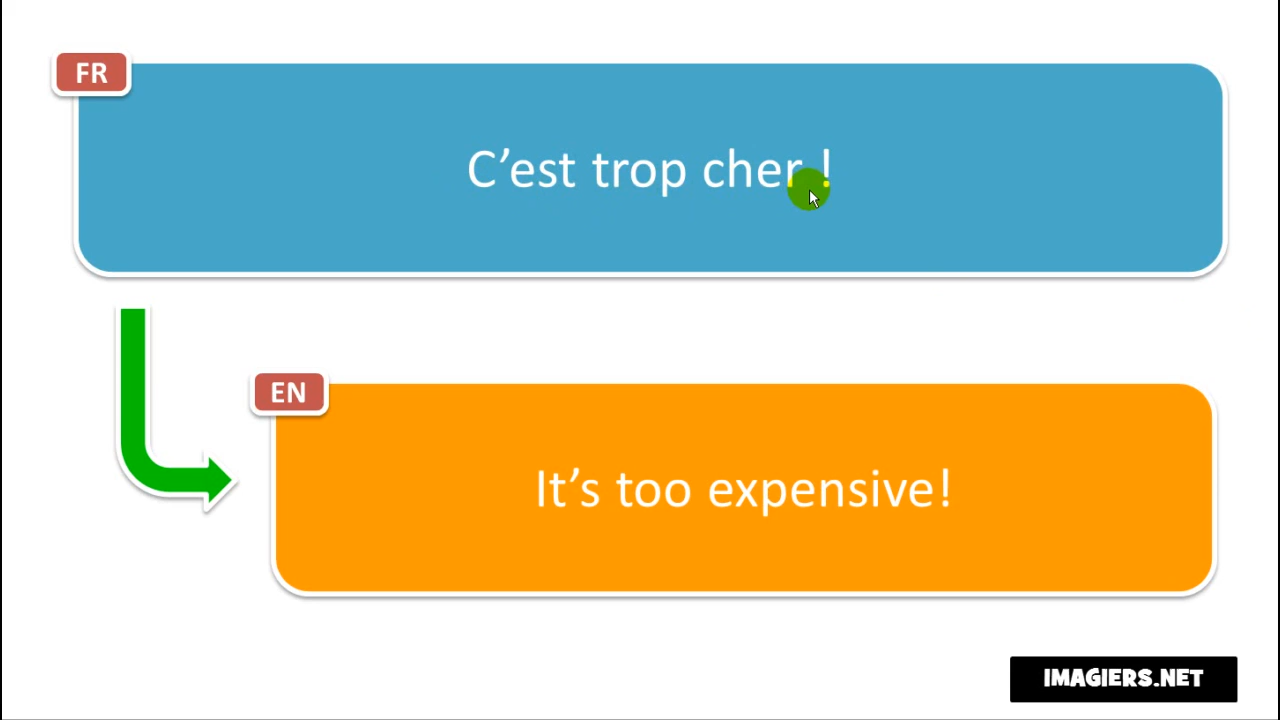 FR
C’est trop cher !
EN
It’s too expensive!
IMAGIERS.NET